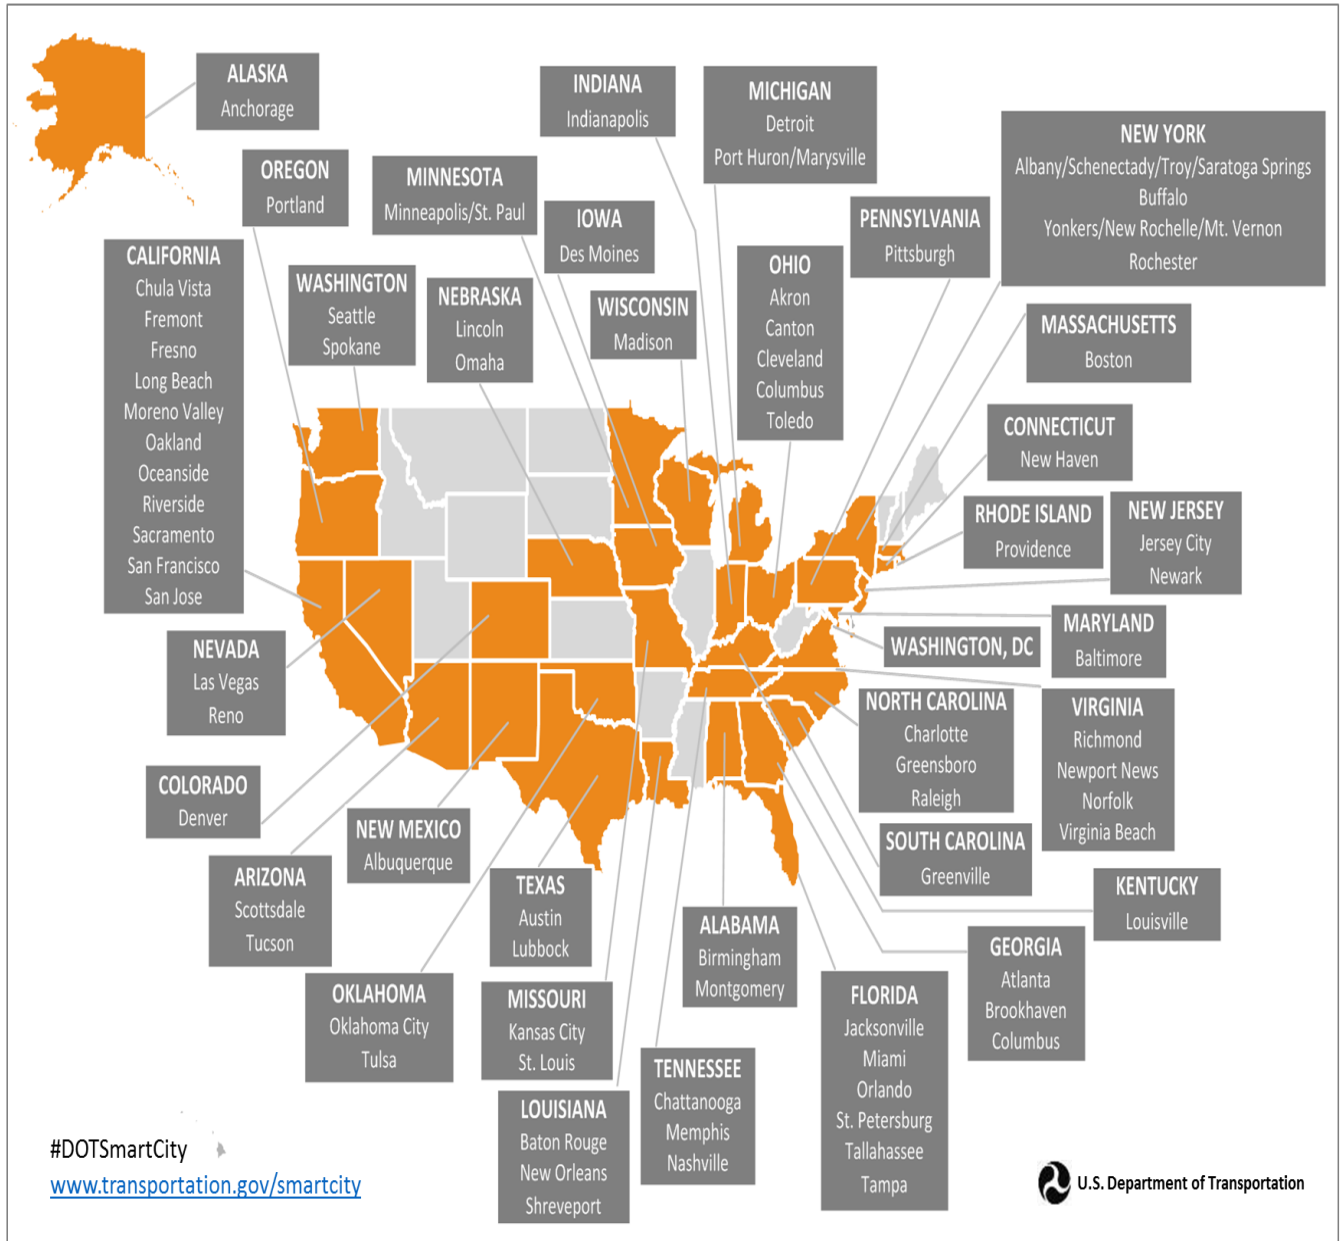 ALASKA
Anchorage
INDIANA
Indianapolis
MICHIGAN
Detroit
Port Huron/Marysville
NEW YORK
Albany/Schenectady/Troy/Saratoga Springs
Buffalo
Yonkers/New Rochelle/Mt. Vernon
Rochester
OREGON
Portland
MINNESOTA
Minneapolis/St. Paul
IOWA
Des Moines
PENNSYLVANIA
Pittsburgh
CALIFORNIA
Chula Vista
Fremont
Fresno
Long Beach
Moreno Valley
Oakland
Oceanside
Riverside
Sacramento
San Francisco
San Jose
WASHINGTON
Seattle
Spokane
NEBRASKA
Lincoln
Omaha
WISCONSIN
Madison
OHIO
Akron
Canton
Cleveland
Columbus
Toledo
MASSACHUSETTS
Boston
CONNECTICUT
New Haven
RHODE ISLAND
Providence
NEW JERSEY
Jersey City
Newark
MARYLAND
Baltimore
WASHINGTON, DC
NEVADA
Las Vegas
Reno
NORTH CAROLINA
Charlotte
Greensboro
Raleigh
VIRGINIA
Richmond
Newport News
Norfolk
Virginia Beach
COLORADO
Denver
NEW MEXICO
Albuquerque
SOUTH CAROLINA
Greenville
ARIZONA
Scottsdale
Tucson
TEXAS
Austin
Lubbock
KENTUCKY
Louisville
ALABAMA
Birmingham
Montgomery
GEORGIA
Atlanta
Brookhaven
Columbus
OKLAHOMA
Oklahoma City
Tulsa
MISSOURI
Kansas City
St. Louis
FLORIDA
Jacksonville
Miami
Orlando
St. Petersburg
Tallahassee
Tampa
TENNESSEE
Chattanooga
Memphis
Nashville
LOUISIANA
Baton Rouge
New Orleans
Shreveport
#DOTSmartCity
www.transportation.gov/smartcity
U.S. Department of Transportation